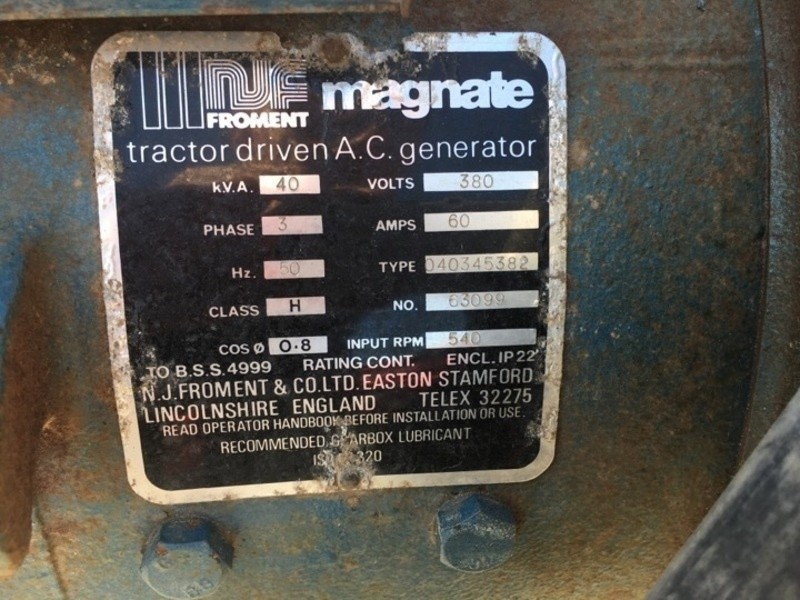 NJF magnate
FROMENT
tractor driven A.C. generator
k.V.A. 40 VOLTS 380
PHASE 3 AMPS 60
Hz. 50 TYPE 040345382
CLASS H NO. 63099
COS Ø 0.8 INPUT RPM 540
TO B.S.S. 4999 RATING CONT. ENCL. IP22
N.J. FROMENT & CO. LTD. EASTON STAMFORD
LINCOLNSHIRE ENGLAND TELEX 32275
READ OPERATOR HANDBOOK BEFORE INSTALLATION OR USE.
RECOMMENDED GEARBOX LUBRICANT
320